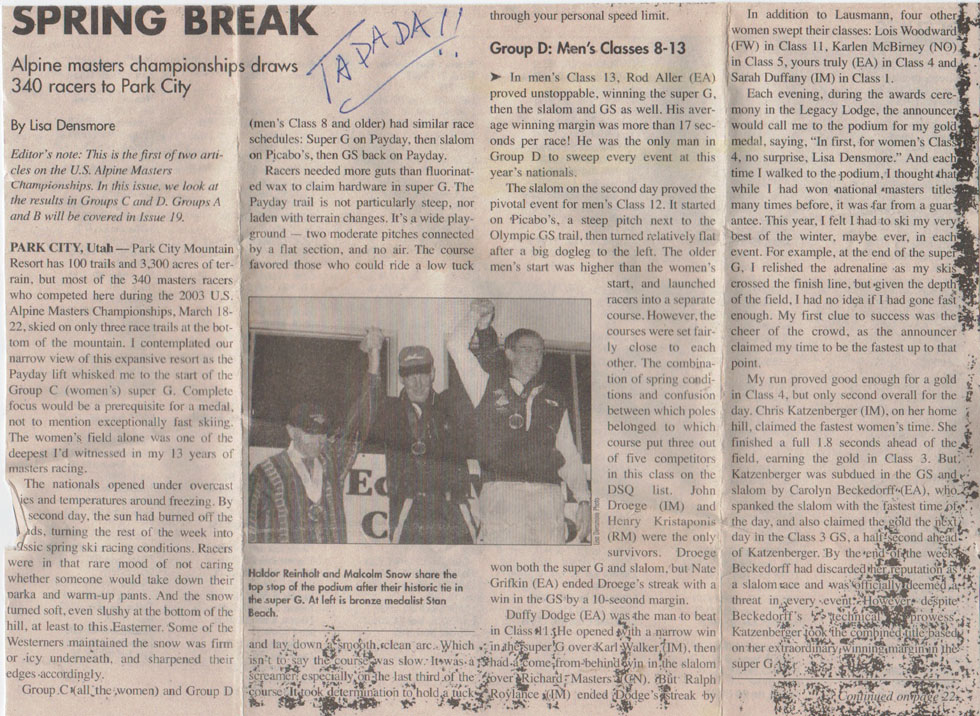 SPRING BREAK
TADADA!!
Alpine masters championships draws
340 racers to Park City
By Lisa Densmore
Editor's note: This is the first of two arti-
cles on the U.S. Alpine Masters
Championships. In this issue, we look at
the results in Groups C and D. Groups A
and B will be covered in Issue 19.
PARK CITY, Utah — Park City Mountain
Resort has 100 trails and 3,300 acres of ter-
rain, but most of the 340 masters racers
who competed here during the 2003 U.S.
Alpine Masters Championships, March 18-
22, skied on only three race trails at the bot-
tom of the mountain. I contemplated our
narrow view of this expansive resort as the
Payday lift whisked me to the start of the
Group C (women's) super G. Complete
focus would be a prerequisite for a medal,
not to mention exceptionally fast skiing.
The women's field alone was one of the
deepest I'd witnessed in my 13 years of
masters racing.
The nationals opened under overcast
ies and temperatures around freezing. By
second day, the sun had burned off the
ds, turning the rest of the week into
ssic spring ski racing conditions. Racers
were in that rare mood of not caring
whether someone would take down their
parka and warm-up pants. And the snow
turned soft, even slushy at the bottom of the
hill, at least to this Easterner. Some of the
Westerners maintained the snow was firm
or icy underneath, and sharpened their
edges accordingly.
Group C (all the women) and Group D
(men's Class 8 and older) had similar race
schedules: Super G on Payday, then slalom
on Picabo's, then GS back on Payday.
Racers needed more guts than fluorinat-
ed wax to claim hardware in super G. The
Payday trail is not particularly steep, nor
laden with terrain changes. It's a wide play-
ground — two moderate pitches connected
by a flat section, and no air. The course
favored those who could ride a low tuck
Lisa Densmore Photo
Haldor Reinholt and Malcolm Snow share the
top stop of the podium after their historic tie in
the super G. At left is bronze medalist Stan
Beach.
and lay down a smooth, clean arc. Which
isn't to say the course was slow. It was a
screamer, especially on the last third of the
course. It took determination to hold a tuck
through your personal speed limit.
Group D: Men's Classes 8-13
➤ In men's Class 13, Rod Aller (EA)
proved unstoppable, winning the super G,
then the slalom and GS as well. His aver-
age winning margin was more than 17 sec-
onds per race! He was the only man in
Group D to sweep every event at this
year's nationals.
The slalom on the second day proved the
pivotal event for men's Class 12. It started
on Picabo's, a steep pitch next to the
Olympic GS trail, then turned relatively flat
after a big dogleg to the left. The older
men's start was higher than the women's
start, and launched
racers into a separate
course. However, the
courses were set fair-
ly close to each
other. The combina-
tion of spring condi-
tions and confusion
between which poles
belonged to which
course put three out
of five competitors
in this class on the
DSQ list. John
Droege (IM) and
Henry Kristaponis
(RM) were the only
survivors. Droege
won both the super G and slalom, but Nate
Grifkin (EA) ended Droege's streak with a
win in the GS by a 10-second margin.
Duffy Dodge (EA) was the man to beat
in Class 11. He opened with a narrow win
in the super G over Karl Walker (IM), then
had a come-from-behind win in the slalom
over Richard Masters (CN). But Ralph
Roylance (IM) ended Dodge's streak by
In addition to Lausmann, four other
women swept their classes: Lois Woodward
(FW) in Class 11, Karlen McBirney (NO)
in Class 5, yours truly (EA) in Class 4 and
Sarah Duffany (IM) in Class 1.
Each evening, during the awards cere-
mony in the Legacy Lodge, the announcer
would call me to the podium for my gold
medal, saying, "In first, for women's Class
4, no surprise, Lisa Densmore." And each
time I walked to the podium, I thought that
while I had won national masters titles
many times before, it was far from a guar-
antee. This year, I felt I had to ski my very
best of the winter, maybe ever, in each
event. For example, at the end of the super
G, I relished the adrenaline as my skis
crossed the finish line, but given the depth
of the field, I had no idea if I had gone fast
enough. My first clue to success was the
cheer of the crowd, as the announcer
claimed my time to be the fastest up to that
point.
My run proved good enough for a gold
in Class 4, but only second overall for the
day. Chris Katzenberger (IM), on her home
hill, claimed the fastest women's time. She
finished a full 1.8 seconds ahead of the
field, earning the gold in Class 3. But
Katzenberger was subdued in the GS and
slalom by Carolyn Beckedorff (EA), who
spanked the slalom with the fastest time of
the day, and also claimed the gold the next
day in the Class 3 GS, a half-second ahead
of Katzenberger. By the end of the week,
Beckedorff had discarded her reputation as
a slalom ace and was officially deemed a
threat in every event. However, despite
Beckedorff's technical prowess,
Katzenberger took the combined title based
on her extraordinary winning margin in the
super G.
Continued on page 22